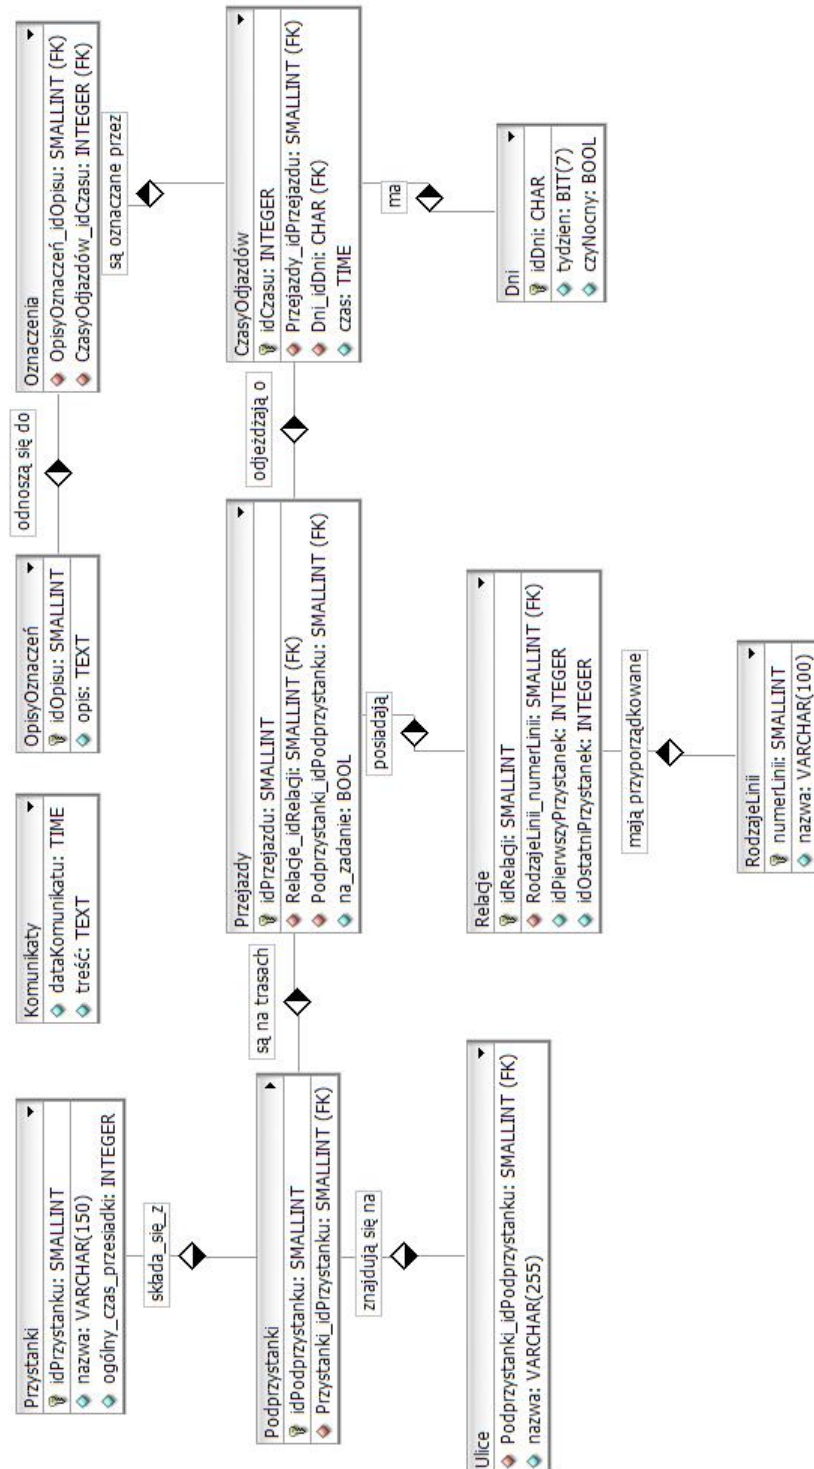 Przystanki
idPrzystanku: SMALLINT
nazwa: VARCHAR(150)
ogólny_czas_przesiadki: INTEGER
Komunikaty
dataKomunikatu: TIME
treść: TEXT
OpisyOznaczeń
idOpisu: SMALLINT
opis: TEXT
odnoszą się do
Oznaczenia
OpisyOznaczeń_idOpisu: SMALLINT (FK)
CzasyOdjazdów_idCzasu: INTEGER (FK)
składa_się_z
są oznaczane przez
Podprzystanki
idPodprzystanku: SMALLINT
Przystanki_idPrzystanku: SMALLINT (FK)
są na trasach
Przejazdy
idPrzejazdu: SMALLINT
Relacje_idRelacji: SMALLINT (FK)
Podprzystanki_idPodprzystanku: SMALLINT (FK)
na_zadanie: BOOL
odjeżdżają o
CzasyOdjazdów
idCzasu: INTEGER
Przejazdy_idPrzejazdu: SMALLINT (FK)
Dni_idDni: CHAR (FK)
czas: TIME
znajdują się na
posiadają
ma
Ulice
Podprzystanki_idPodprzystanku: SMALLINT (FK)
nazwa: VARCHAR(255)
Relacje
idRelacji: SMALLINT
RodzajeLinii_numerLinii: SMALLINT (FK)
idPierwszyPrzystanek: INTEGER
idOstatniPrzystanek: INTEGER
Dni
idDni: CHAR
tydzien: BIT(7)
czyNocny: BOOL
mają przyporządkowane
RodzajeLinii
numerLinii: SMALLINT
nazwa: VARCHAR(100)